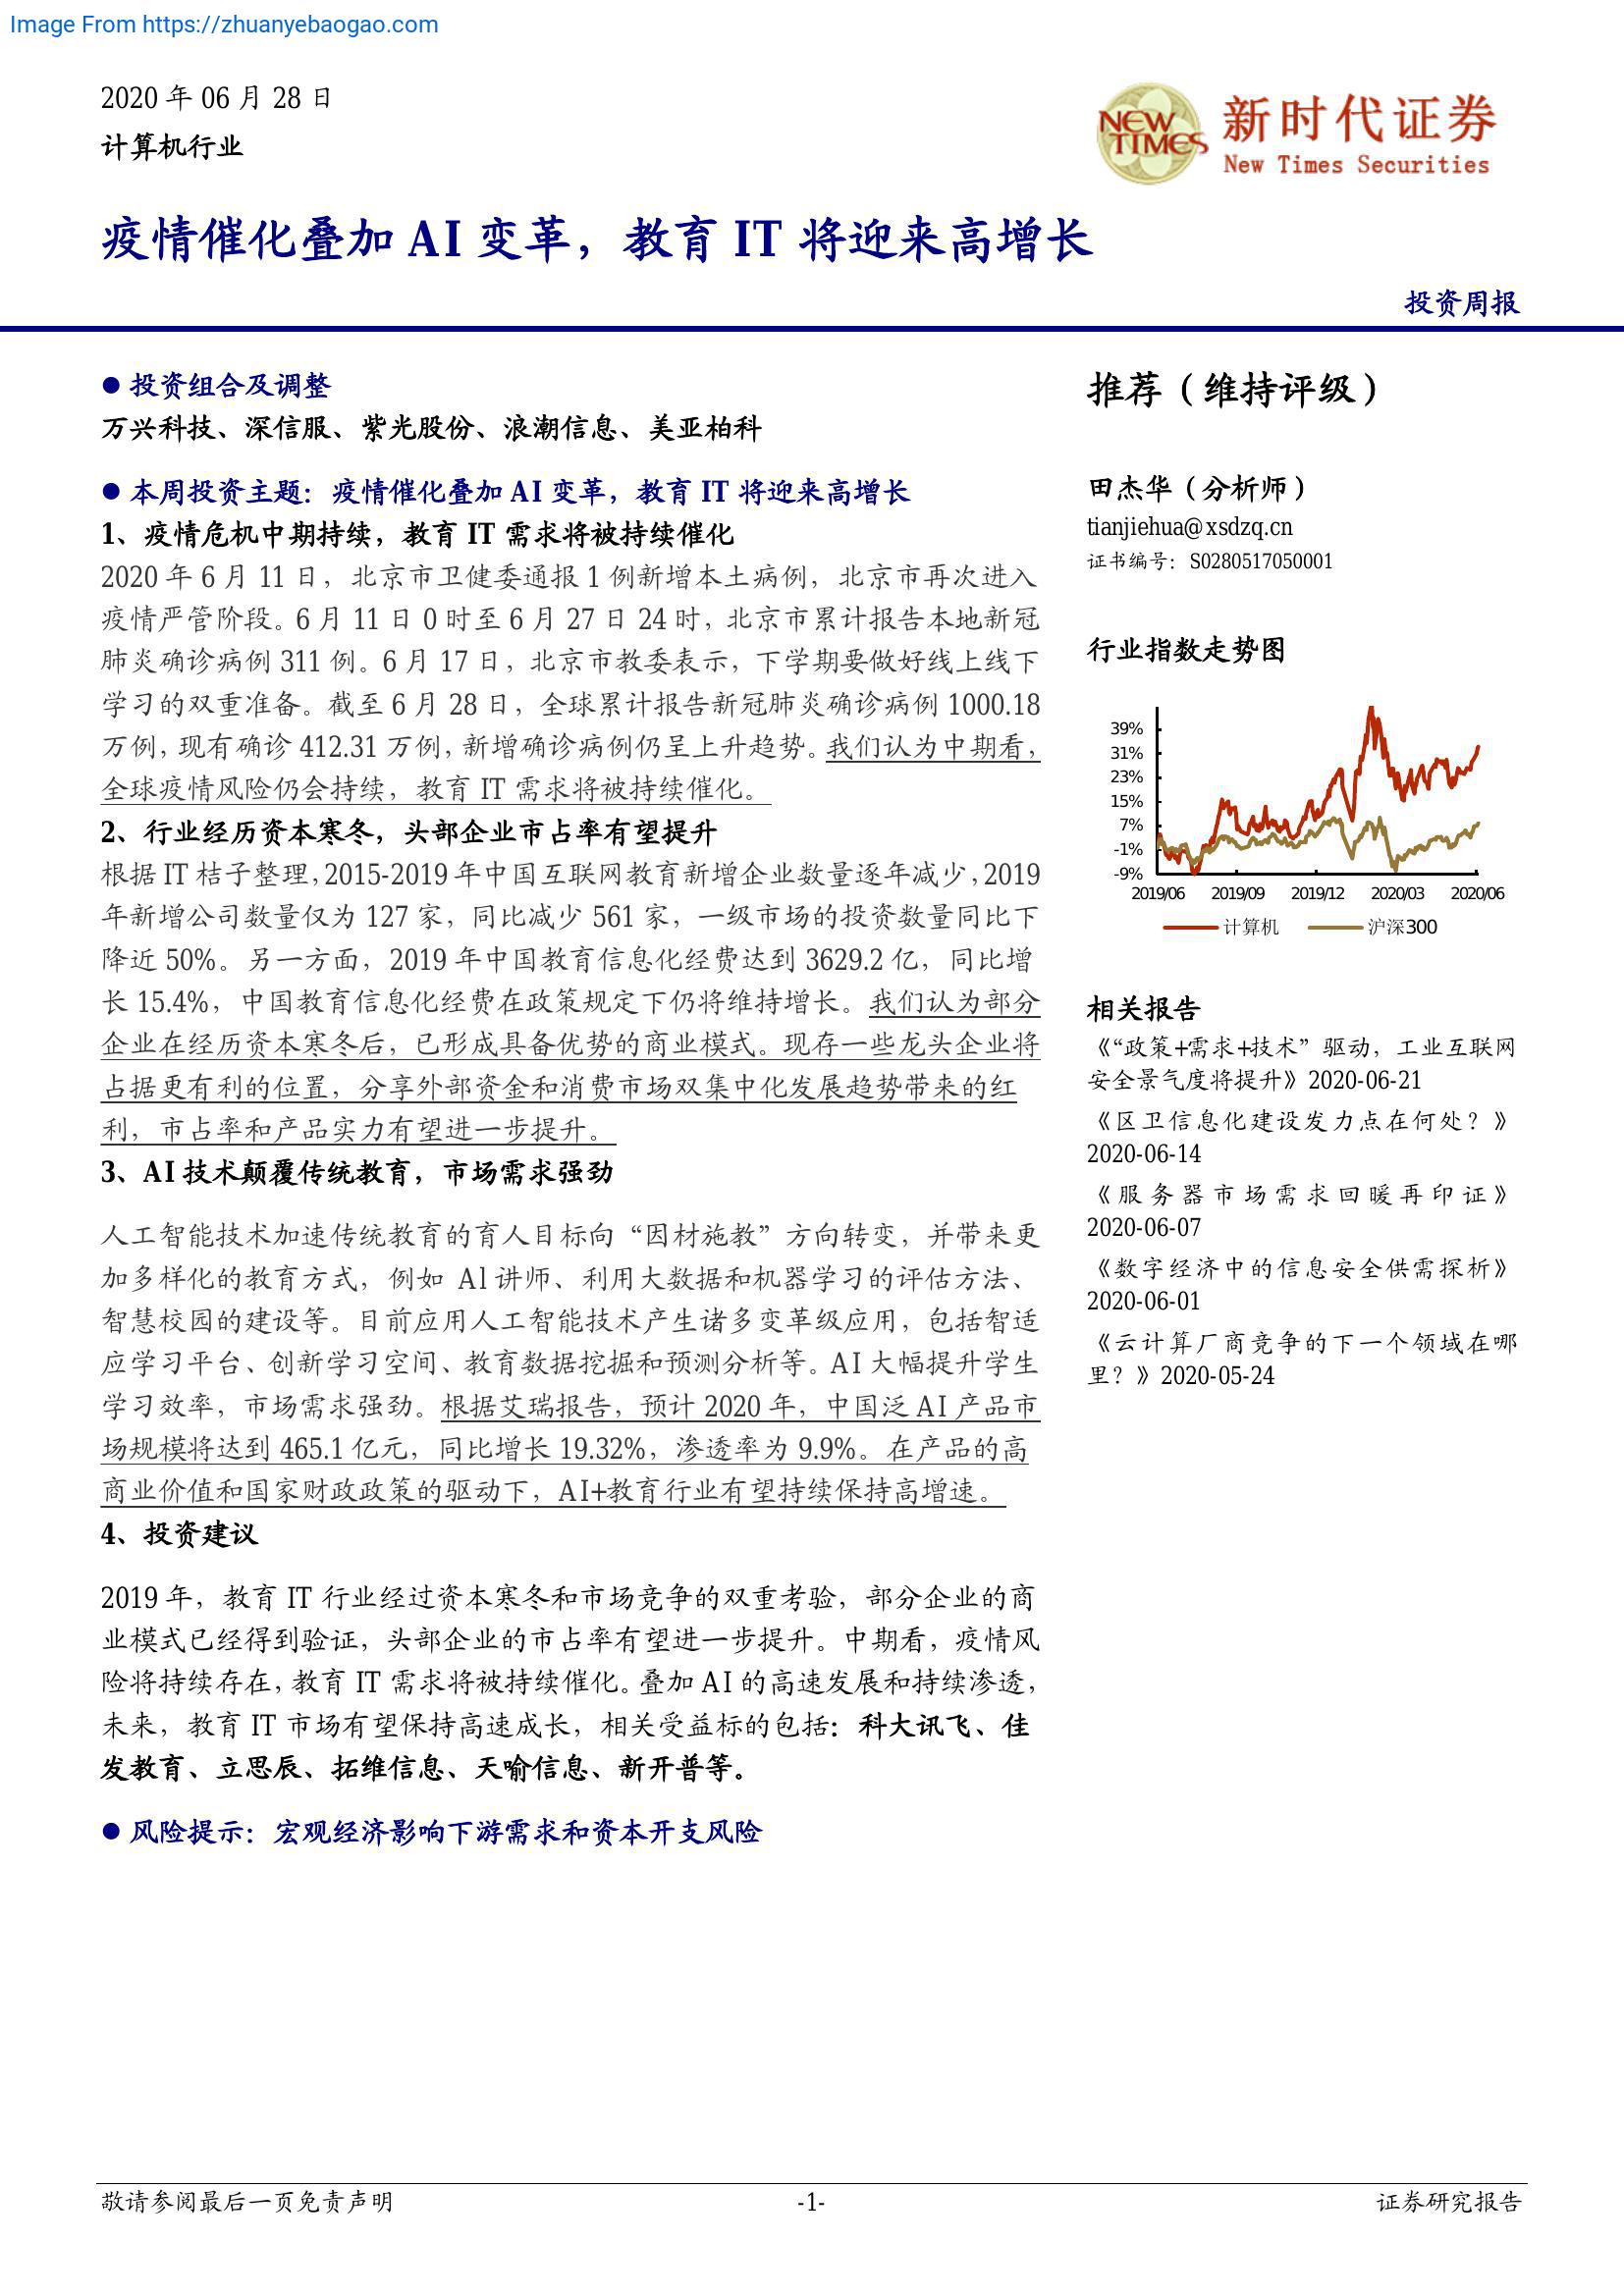 Image From https://zhuanyebaogao.com
2020 年 06 月 28 日
计算机行业
NEW TIMES
新时代证券
New Times Securities
疫情催化叠加 AI 变革，教育 IT 将迎来高增长
投资周报
● 投资组合及调整
万兴科技、深信服、紫光股份、浪潮信息、美亚柏科
● 本周投资主题：疫情催化叠加 AI 变革，教育 IT 将迎来高增长
1、疫情危机中期持续，教育 IT 需求将被持续催化
2020 年 6 月 11 日，北京市卫健委通报 1 例新增本土病例，北京市再次进入
疫情严管阶段。6 月 11 日 0 时至 6 月 27 日 24 时，北京市累计报告本地新冠
肺炎确诊病例 311 例。6 月 17 日，北京市教委表示，下学期要做好线上线下
学习的双重准备。截至 6 月 28 日，全球累计报告新冠肺炎确诊病例 1000.18
万例，现有确诊 412.31 万例，新增确诊病例仍呈上升趋势。我们认为中期看，
全球疫情风险仍会持续，教育 IT 需求将被持续催化。
2、行业经历资本寒冬，头部企业市占率有望提升
根据 IT 桔子整理，2015-2019 年中国互联网教育新增企业数量逐年减少，2019
年新增公司数量仅为 127 家，同比减少 561 家，一级市场的投资数量同比下
降近 50%。另一方面，2019 年中国教育信息化经费达到 3629.2 亿，同比增
长 15.4%，中国教育信息化经费在政策规定下仍将维持增长。我们认为部分
企业在经历资本寒冬后，已形成具备优势的商业模式。现存一些龙头企业将
占据更有利的位置，分享外部资金和消费市场双集中化发展趋势带来的红
利，市占率和产品实力有望进一步提升。
3、AI 技术颠覆传统教育，市场需求强劲
人工智能技术加速传统教育的育人目标向“因材施教”方向转变，并带来更
加多样化的教育方式，例如 Al 讲师、利用大数据和机器学习的评估方法、
智慧校园的建设等。目前应用人工智能技术产生诸多变革级应用，包括智适
应学习平台、创新学习空间、教育数据挖掘和预测分析等。AI 大幅提升学生
学习效率，市场需求强劲。根据艾瑞报告，预计 2020 年，中国泛 AI 产品市
场规模将达到 465.1 亿元，同比增长 19.32%，渗透率为 9.9%。在产品的高
商业价值和国家财政政策的驱动下，AI+教育行业有望持续保持高增速。
4、投资建议
2019 年，教育 IT 行业经过资本寒冬和市场竞争的双重考验，部分企业的商
业模式已经得到验证，头部企业的市占率有望进一步提升。中期看，疫情风
险将持续存在，教育 IT 需求将被持续催化。叠加 AI 的高速发展和持续渗透，
未来，教育 IT 市场有望保持高速成长，相关受益标的包括：科大讯飞、佳
发教育、立思辰、拓维信息、天喻信息、新开普等。
● 风险提示：宏观经济影响下游需求和资本开支风险
推荐（维持评级）
田杰华（分析师）
tianjiehua@xsdzq.cn
证书编号：S0280517050001
行业指数走势图
39%
31%
23%
15%
7%
-1%
-9%
2019/06 2019/09 2019/12 2020/03 2020/06
计算机 沪深300
相关报告
《“政策+需求+技术”驱动，工业互联网
安全景气度将提升》2020-06-21
《区卫信息化建设发力点在何处？》
2020-06-14
《服务器市场需求回暖再印证》
2020-06-07
《数字经济中的信息安全供需探析》
2020-06-01
《云计算厂商竞争的下一个领域在哪
里？》2020-05-24
敬请参阅最后一页免责声明 -1- 证券研究报告